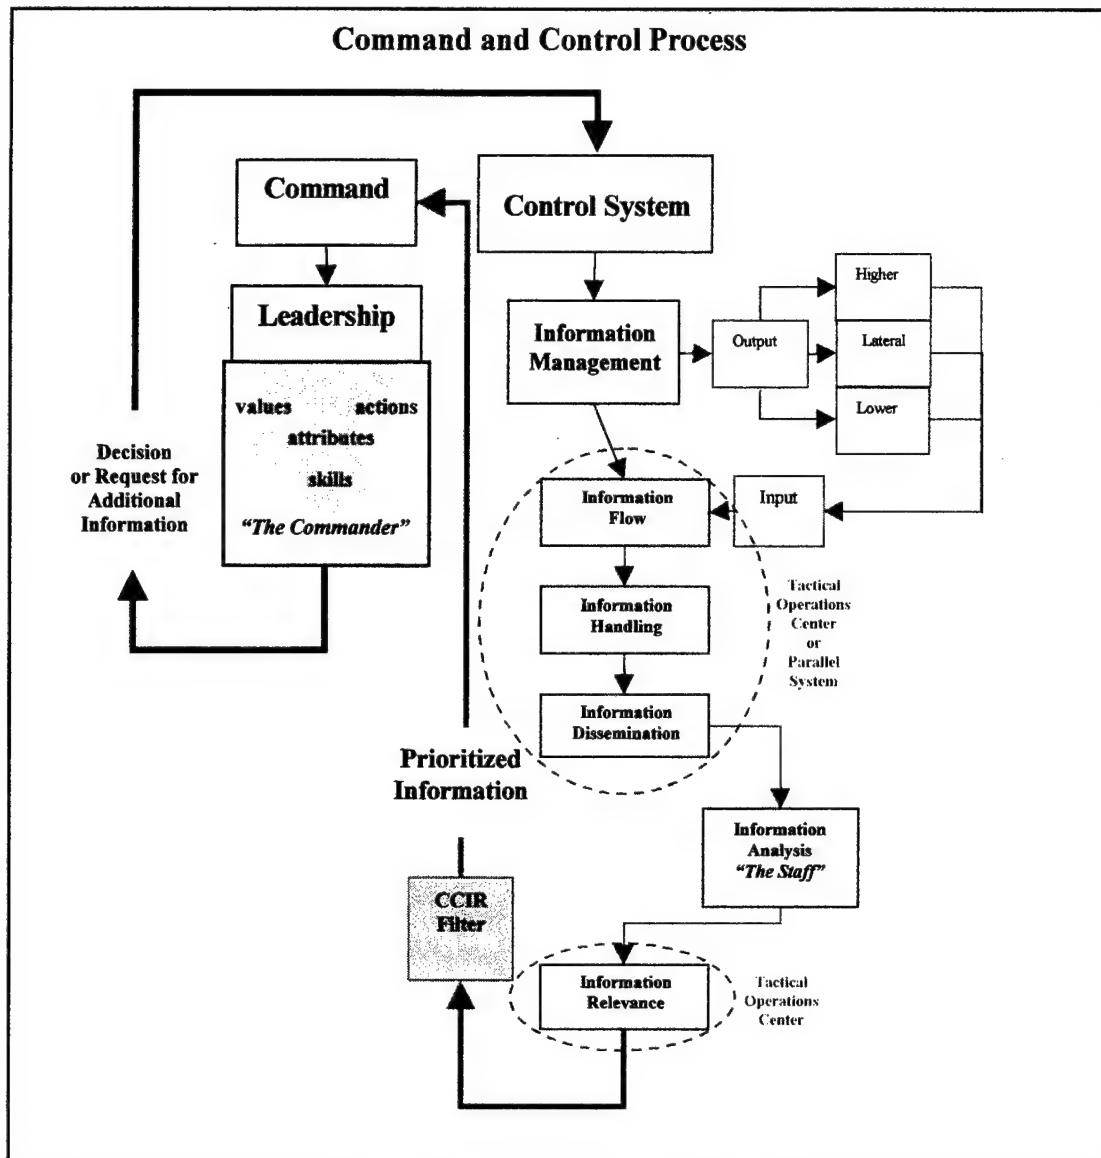 Command and Control Process
Command
Control System
Leadership
values actions
attributes
skills
"The Commander"
Decision
or Request for
Additional
Information
Information
Management
Output
Higher
Lateral
Lower
Information
Flow
Input
Information
Handling
Information
Dissemination
Tactical
Operations
Center
or
Parallel
System
Prioritized
Information
Information
Analysis
"The Staff"
CCIR
Filter
Information
Relevance
Tactical
Operations
Center